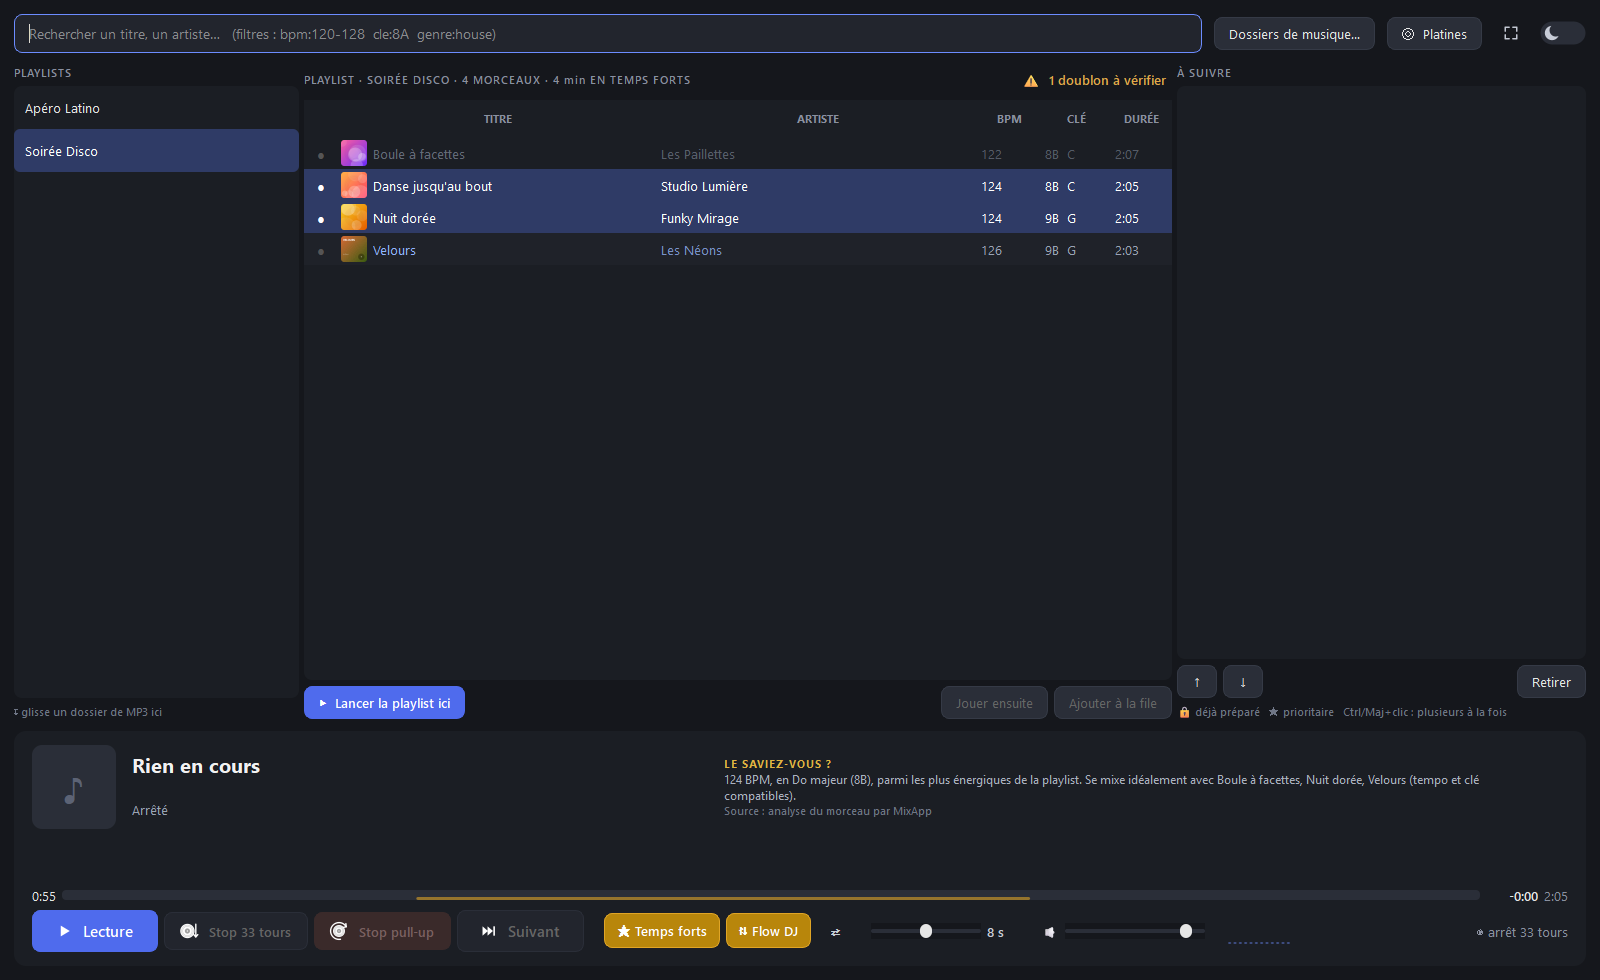 Rechercher un titre, un artiste... (filtres : bpm:120-128 cle:8A genre:house)
Dossiers de musique...
Platines
PLAYLISTS
Apéro Latino
Soirée Disco
glisse un dossier de MP3 ici
PLAYLIST · SOIRÉE DISCO · 4 MORCEAUX · 4 min EN TEMPS FORTS
1 doublon à vérifier
TITRE ARTISTE BPM CLÉ DURÉE
Boule à facettes Les Paillettes 122 8B C 2:07
Danse jusqu'au bout Studio Lumière 124 8B C 2:05
Nuit dorée Funky Mirage 124 9B G 2:05
Velours Les Néons 126 9B G 2:03
Lancer la playlist ici
Jouer ensuite
Ajouter à la file
À SUIVRE
↑ ↓
Retirer
déjà préparé ★ prioritaire Ctrl/Maj+clic : plusieurs à la fois
Rien en cours
Arrêté
LE SAVIEZ-VOUS ?
124 BPM, en Do majeur (8B), parmi les plus énergiques de la playlist. Se mixe idéalement avec Boule à facettes, Nuit dorée, Velours (tempo et clé
compatibles).
Source : analyse du morceau par MixApp
0:55
-0:00 2:05
Lecture
Stop 33 tours
Stop pull-up
Suivant
★ Temps forts
Flow DJ
8 s
arrêt 33 tours